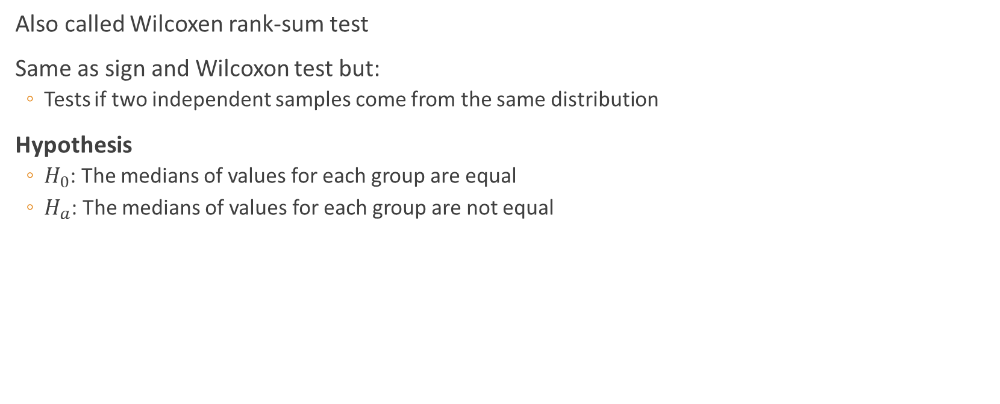 Also called Wilcoxen rank-sum test
Same as sign and Wilcoxon test but:
◦ Tests if two independent samples come from the same distribution
Hypothesis
◦ H₀: The medians of values for each group are equal
◦ Hₐ: The medians of values for each group are not equal